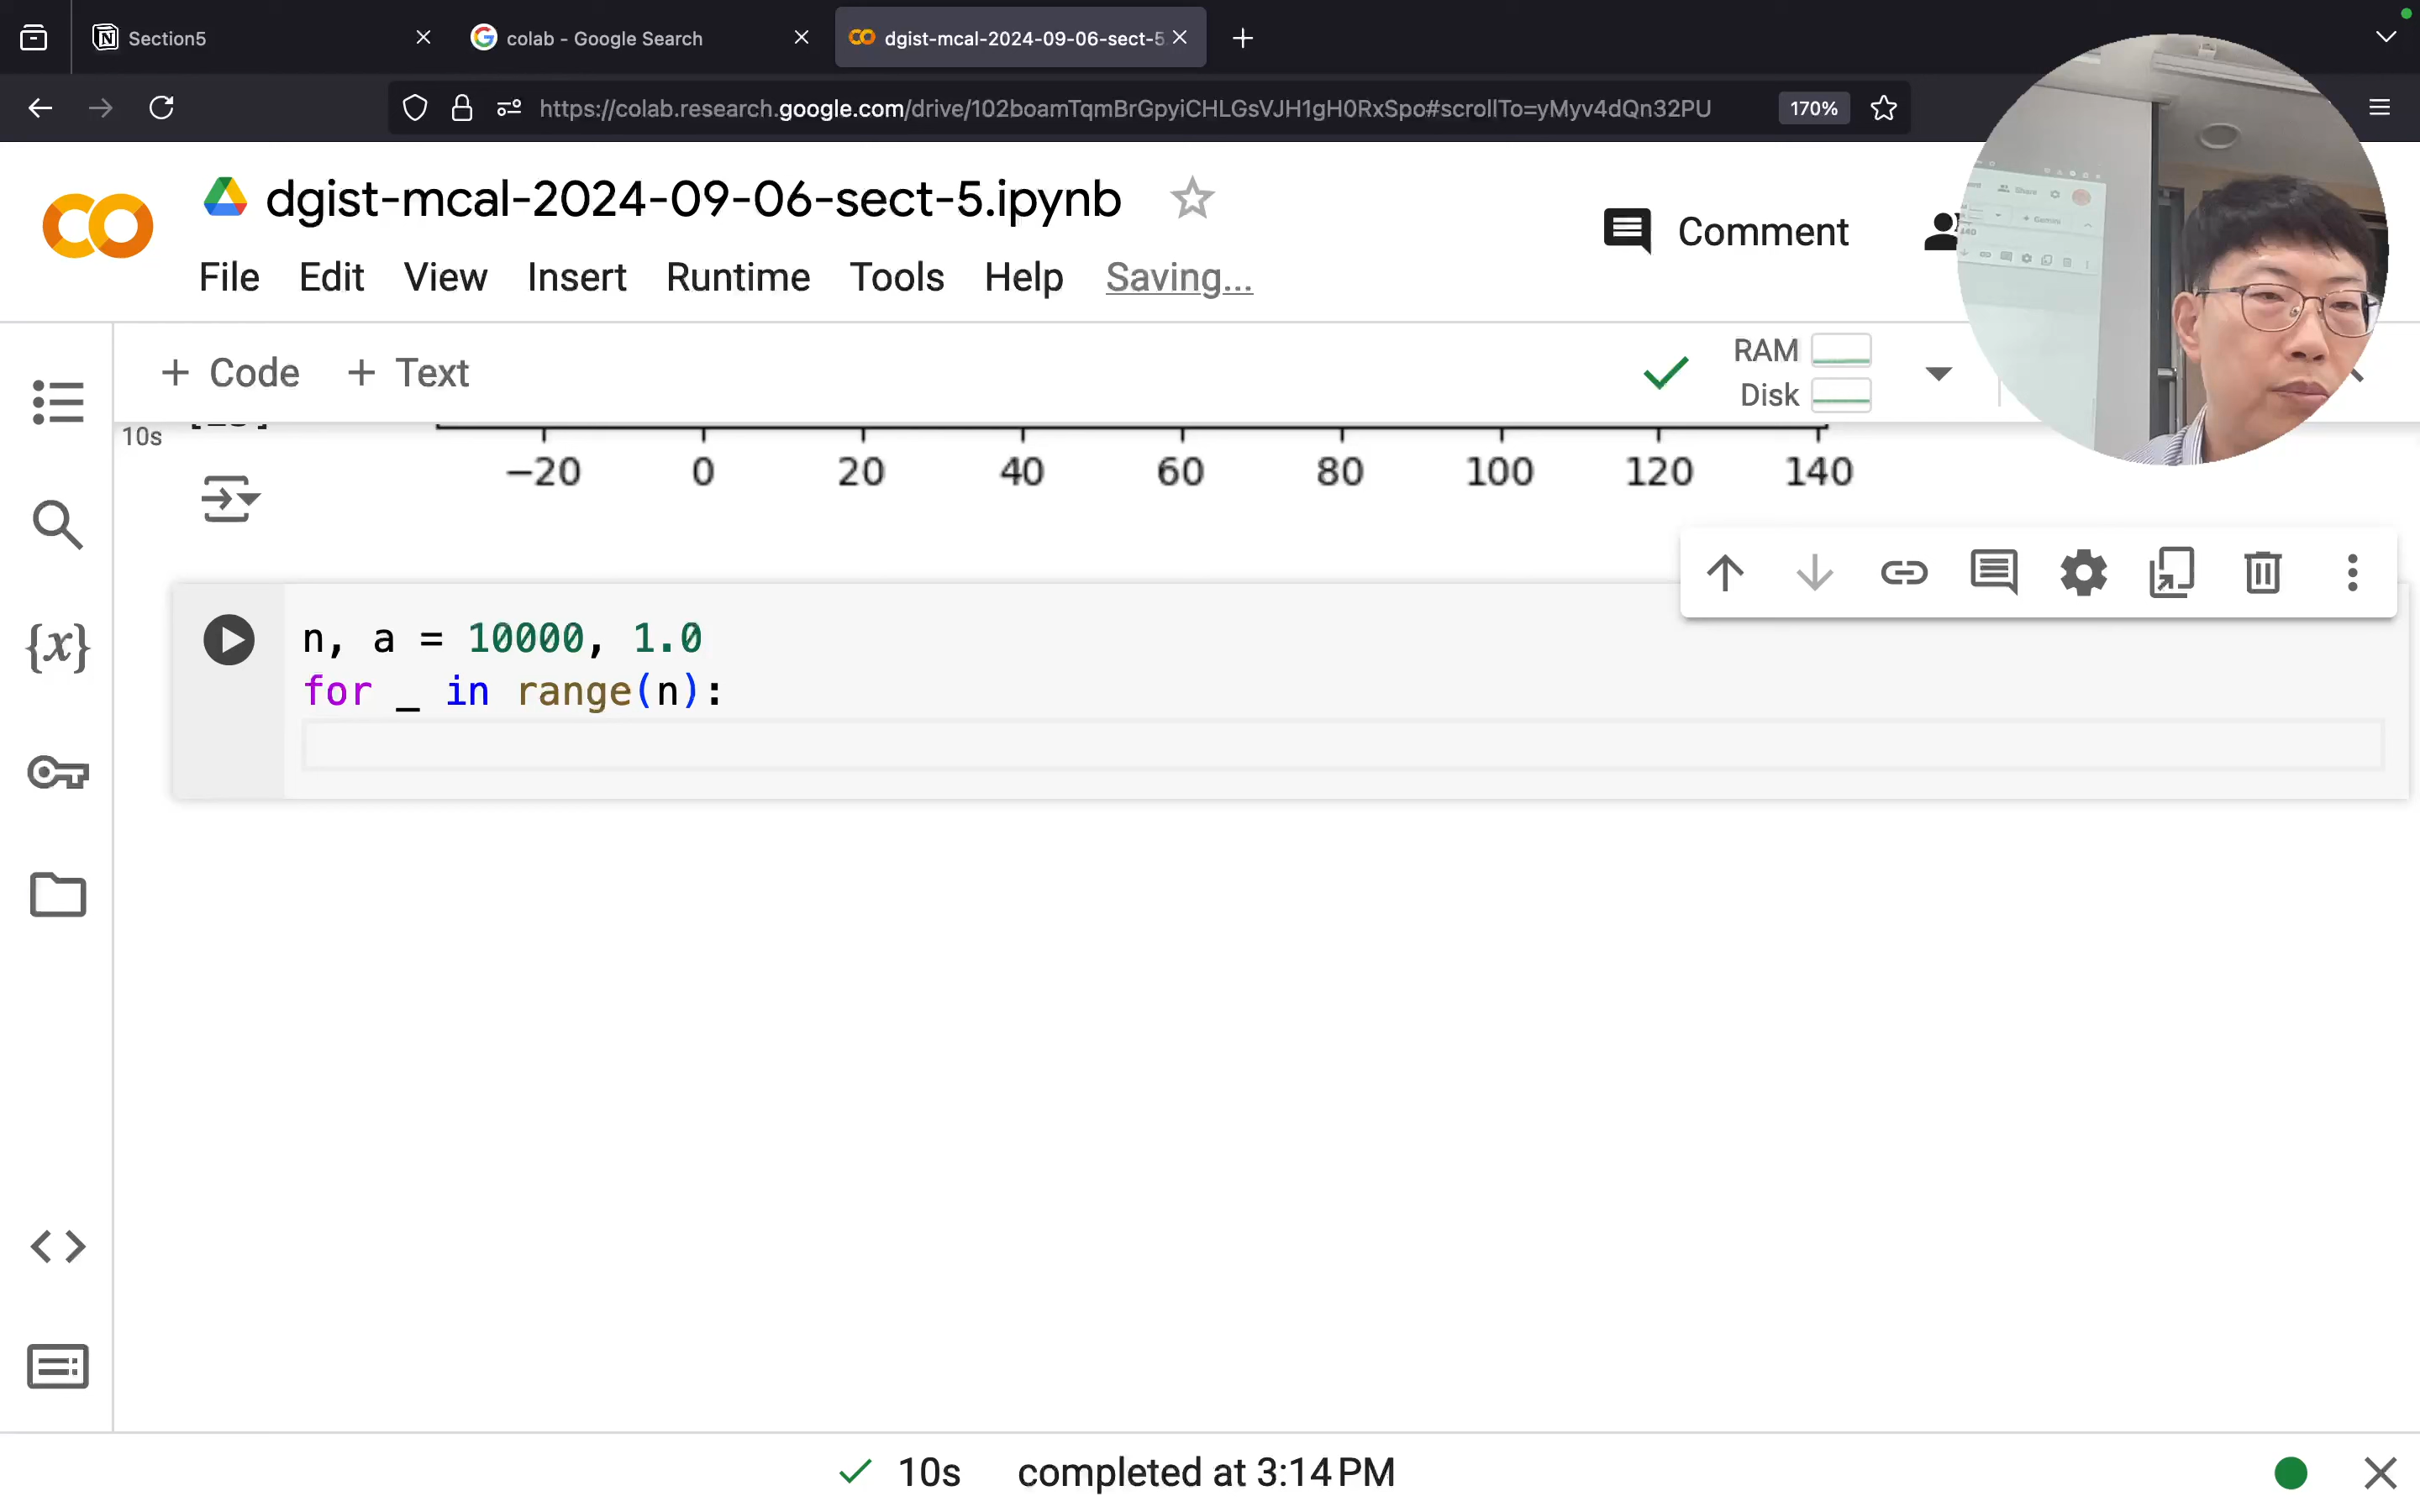 Section5
colab - Google Search
dgist-mcal-2024-09-06-sect-5
https://colab.research.google.com/drive/102boamTqmBrGpyiCHLGsVJH1gH0RxSpo#scrollTo=yMyv4dQn32PU
170%
dgist-mcal-2024-09-06-sect-5.ipynb
Comment
File Edit View Insert Runtime Tools Help Saving...
+ Code + Text
RAM
Disk
10s
−20 0 20 40 60 80 100 120 140
n, a = 10000, 1.0
for _ in range(n):
10s completed at 3:14 PM
Share
Gemini